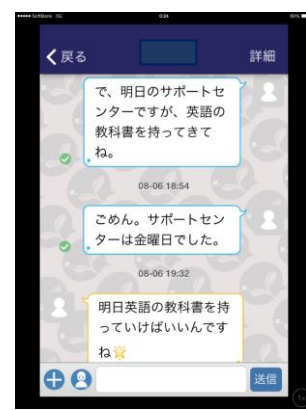 SoftBank 3G 0:24 80%
戻る 詳細
で、明日のサポートセ
ンターですが、英語の
教科書を持ってきて
ね。
08-06 18:54
ごめん。サポートセン
ターは金曜日でした。
08-06 19:32
明日英語の教科書を持
っていけばいいんです
ね🌟
送信